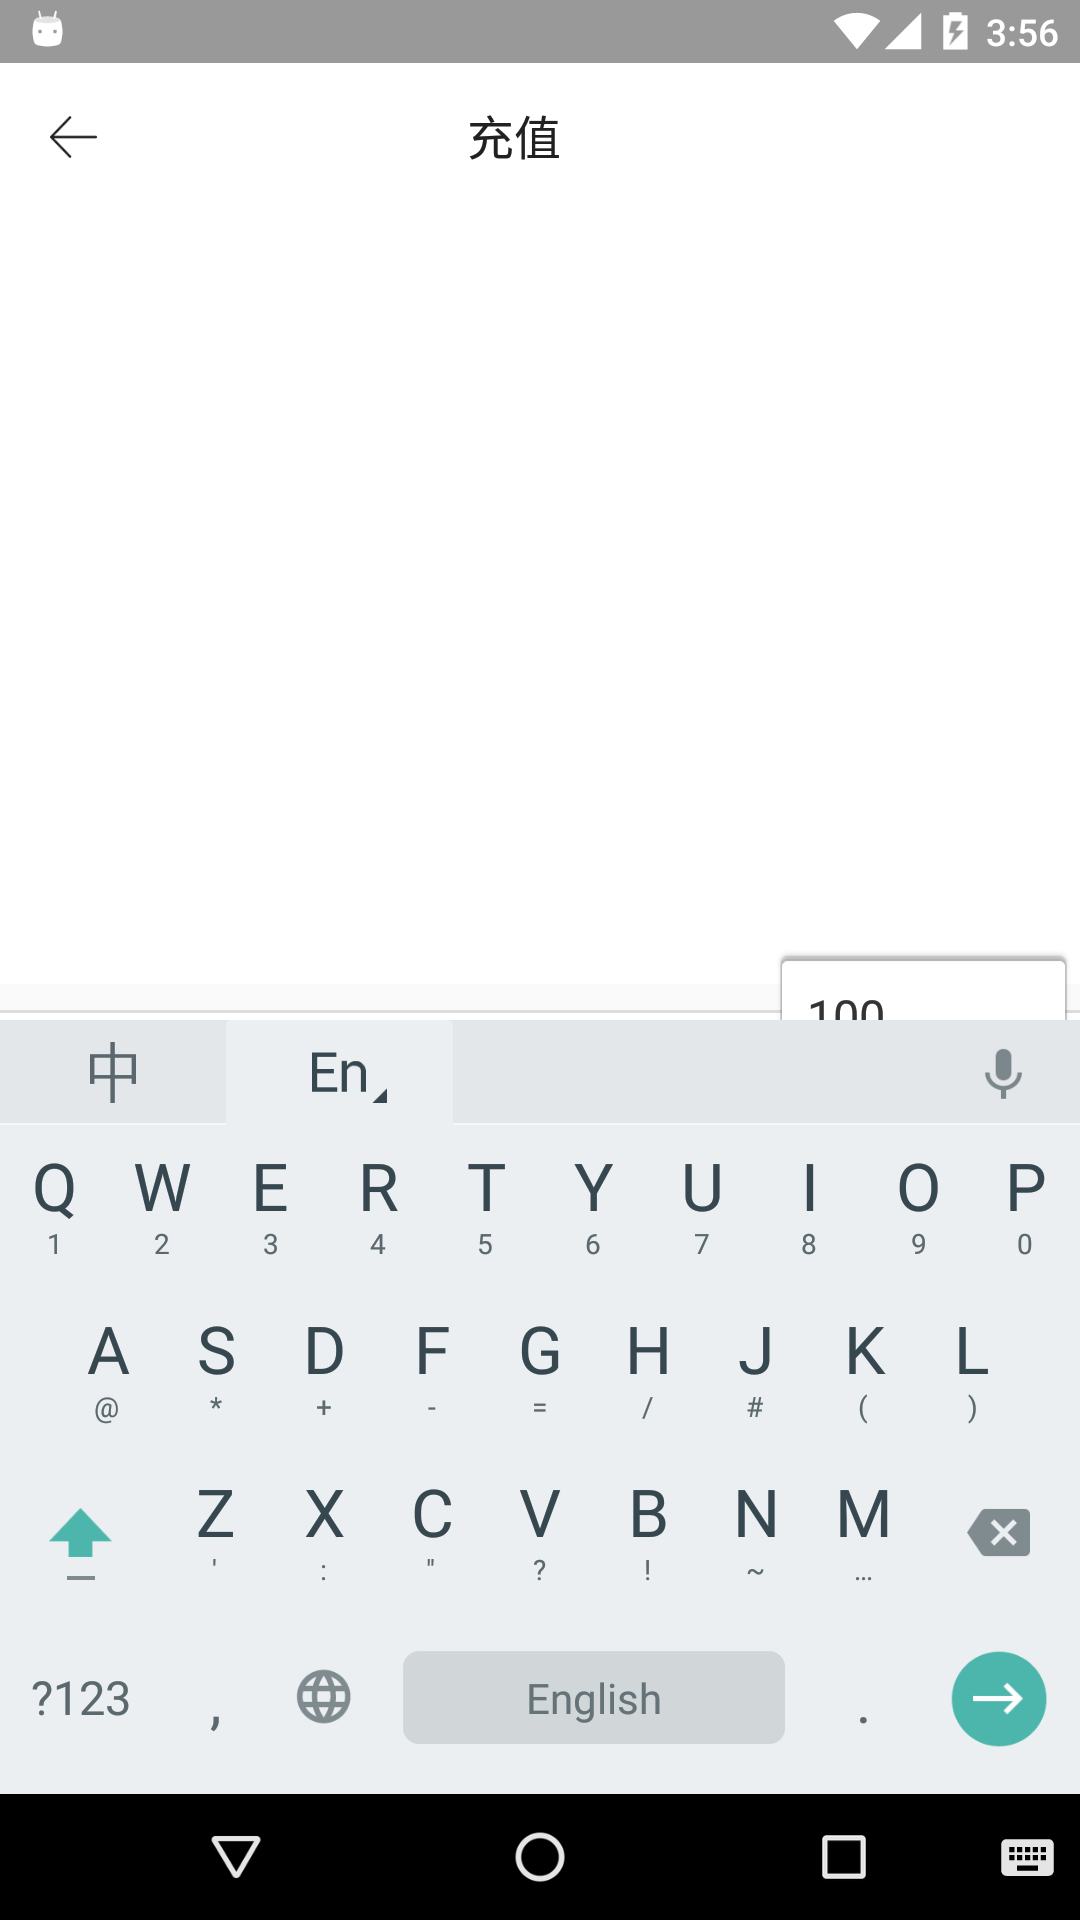 3:56
充值
100
中 En
Q W E R T Y U I O P
1 2 3 4 5 6 7 8 9 0
A S D F G H J K L
@ * + - = / # ( )
Z X C V B N M
' : " ? ! ~ …
?123 , English .